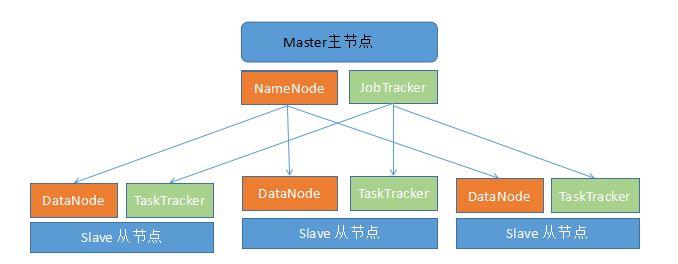 Master主节点
NameNode JobTracker
DataNode TaskTracker DataNode TaskTracker DataNode TaskTracker
Slave 从节点 Slave 从节点 Slave 从节点